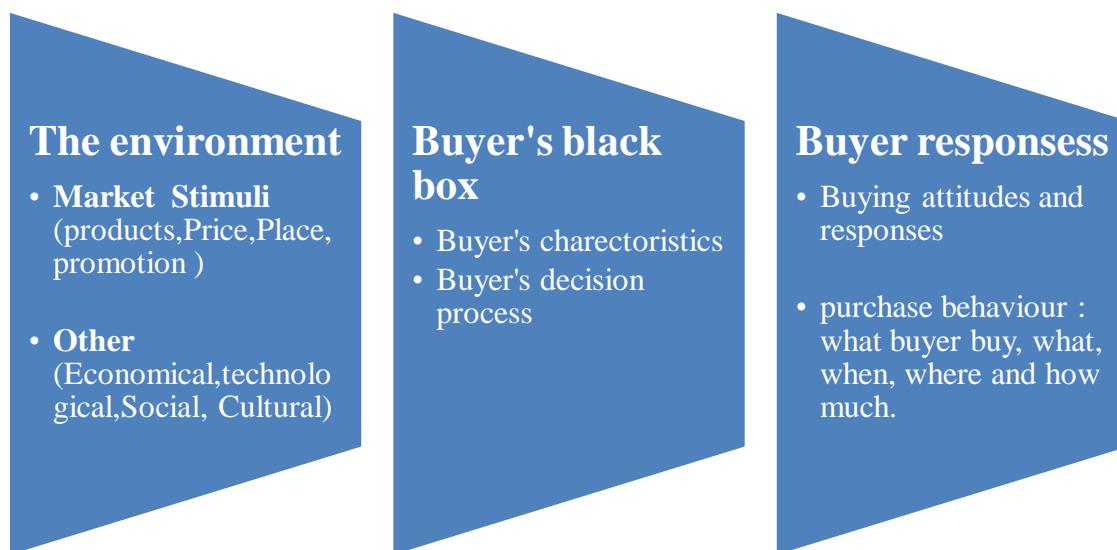 The environment
• Market Stimuli
(products,Price,Place,
promotion )
• Other
(Economical,technolo
gical,Social, Cultural)
Buyer's black
box
• Buyer's charectoristics
• Buyer's decision
process
Buyer responsess
• Buying attitudes and
responses
• purchase behaviour :
what buyer buy, what,
when, where and how
much.